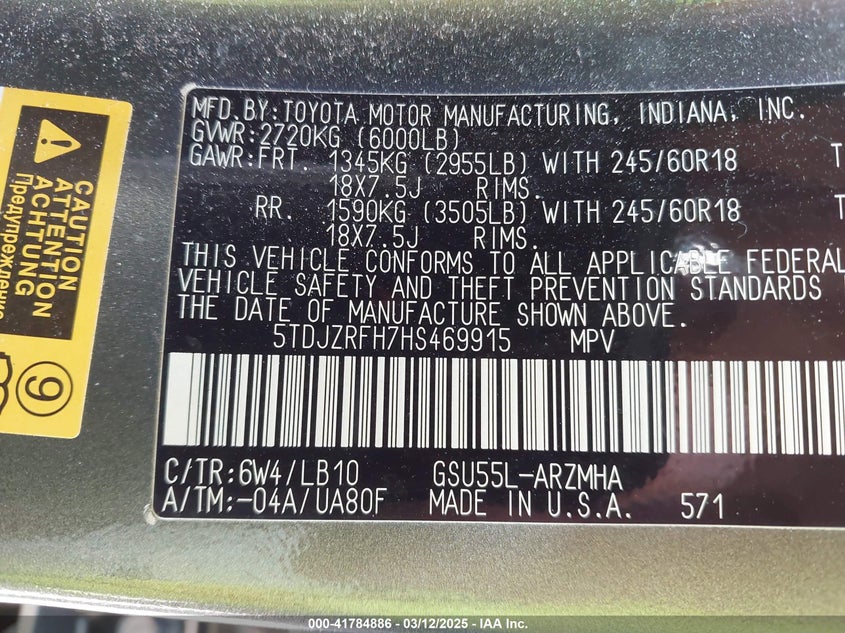 MFD. BY: TOYOTA MOTOR MANUFACTURING, INDIANA, INC.
GVWR: 2720KG (6000LB)
GAWR: FRT. 1345KG (2955LB) WITH 245/60R18 T
18X7.5J RIMS.
RR. 1590KG (3505LB) WITH 245/60R18 T
18X7.5J RIMS.
THIS VEHICLE CONFORMS TO ALL APPLICABLE FEDERAL
VEHICLE SAFETY AND THEFT PREVENTION STANDARDS
THE DATE OF MANUFACTURE SHOWN ABOVE.
5TDJZRFH7HS469915 MPV
C/TR: 6W4/LB10 GSU55L-ARZMHA
A/TM: -04A/UA80F MADE IN U.S.A. 571
CAUTION
ATTENTION
ACHTUNG
Предупреждение
9
000-41784886 - 03/12/2025 - IAA Inc.